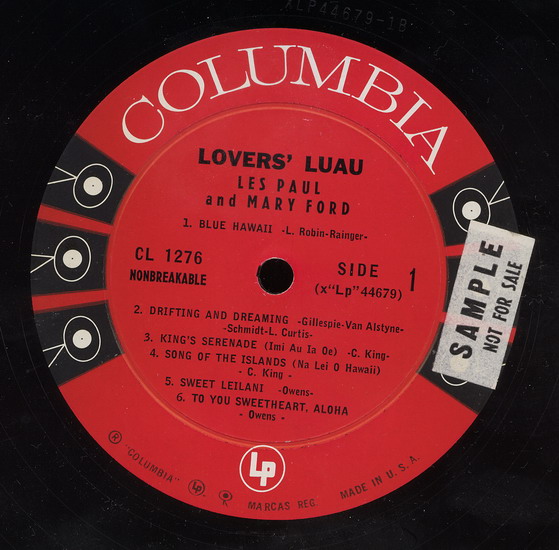 XLP44679-1B
COLUMBIA
LOVERS' LUAU
LES PAUL
and MARY FORD
1. BLUE HAWAII -L. Robin-Rainger-
CL 1276
NONBREAKABLE
SIDE 1
(x"Lp"44679)
SAMPLE
NOT FOR SALE
2. DRIFTING AND DREAMING -Gillespie-Van Alstyne-
-Schmidt-L. Curtis-
3. KING'S SERENADE (Imi Au Ia Oe) -C. King-
4. SONG OF THE ISLANDS (Na Lei O Hawaii)
- C. King -
5. SWEET LEILANI -Owens-
6. TO YOU SWEETHEART, ALOHA
- Owens -
Lp
® "COLUMBIA" Lp MARCAS REG. MADE IN U. S. A.